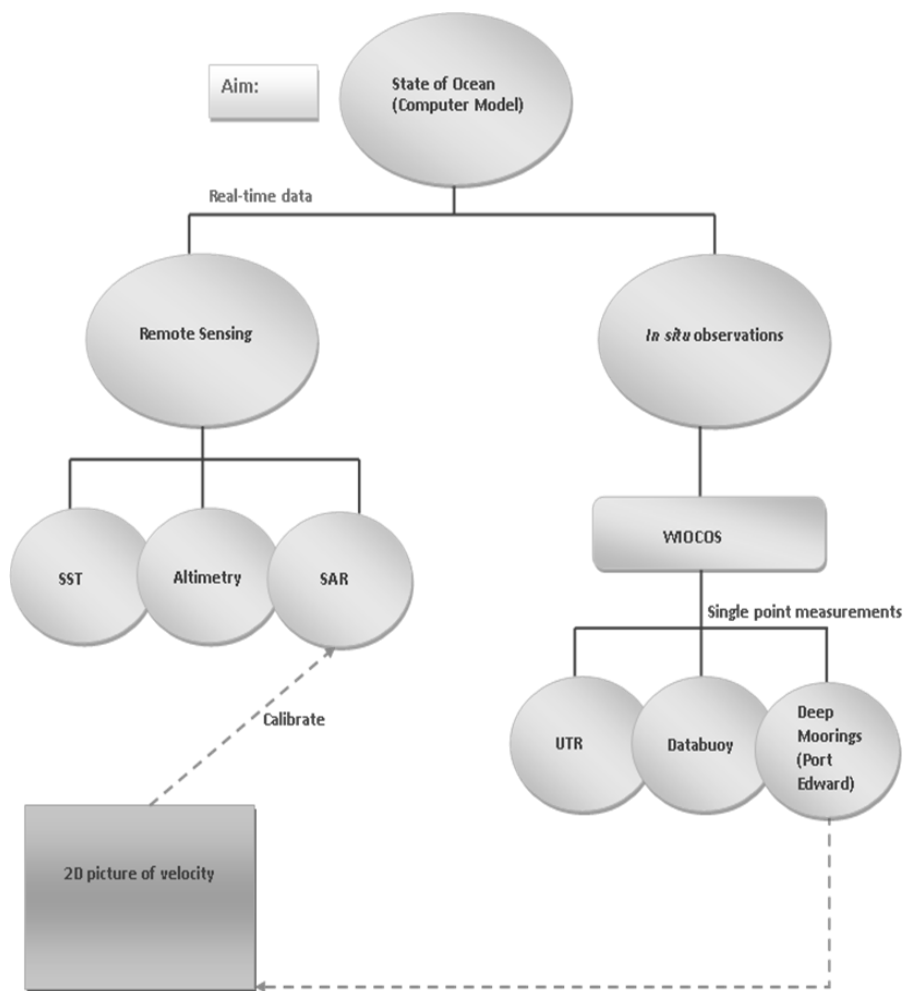 Aim:
State of Ocean
(Computer Model)
Real-time data
Remote Sensing
In situ observations
SST
Altimetry
SAR
WIOCOS
Single point measurements
Calibrate
UTR
Databuoy
Deep
Moorings
(Port
Edward)
2D picture of velocity